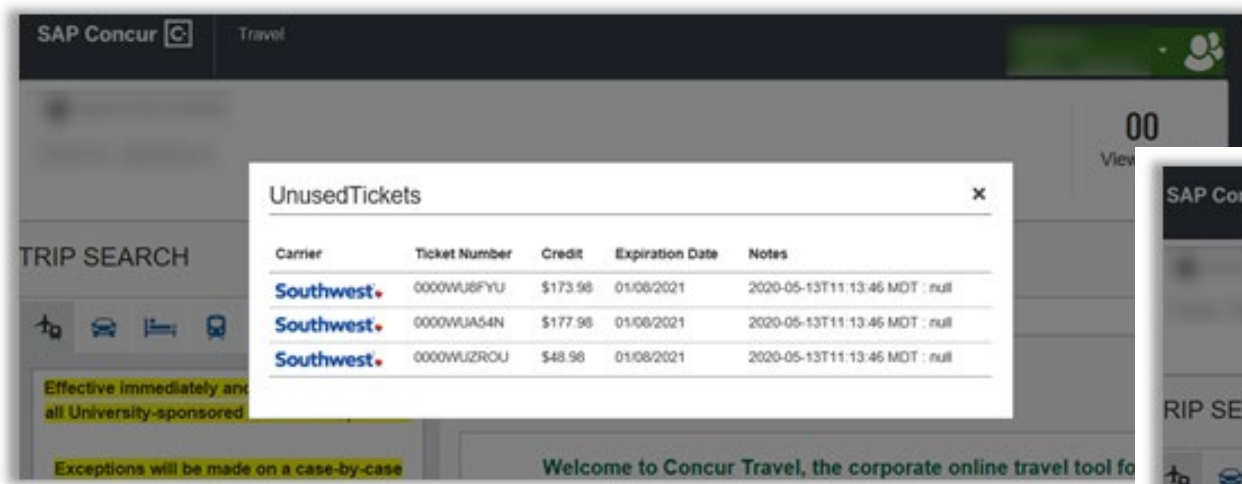 SAP Concur C Travel
00
View
UnusedTickets ×
TRIP SEARCH
Carrier Ticket Number Credit Expiration Date Notes
Southwest 0000WU8FYU $173.98 01/08/2021 2020-05-13T11:13:46 MDT : null
Southwest 0000WUA54N $177.98 01/08/2021 2020-05-13T11:13:46 MDT : null
Southwest 0000WUZROU $48.98 01/08/2021 2020-05-13T11:13:46 MDT : null
Effective immediately and
all University-sponsored
Exceptions will be made on a case-by-case
Welcome to Concur Travel, the corporate online travel tool fo
SAP Con
RIP SE